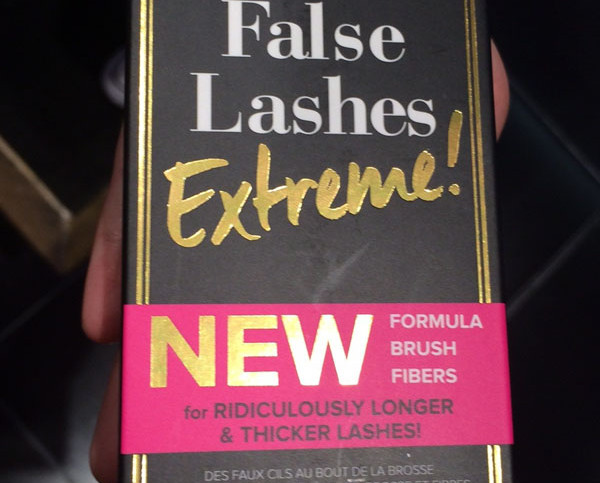 False
Lashes
Extreme!
NEW
FORMULA
BRUSH
FIBERS
for RIDICULOUSLY LONGER
& THICKER LASHES!
DES FAUX CILS AU BOUT DE LA BROSSE